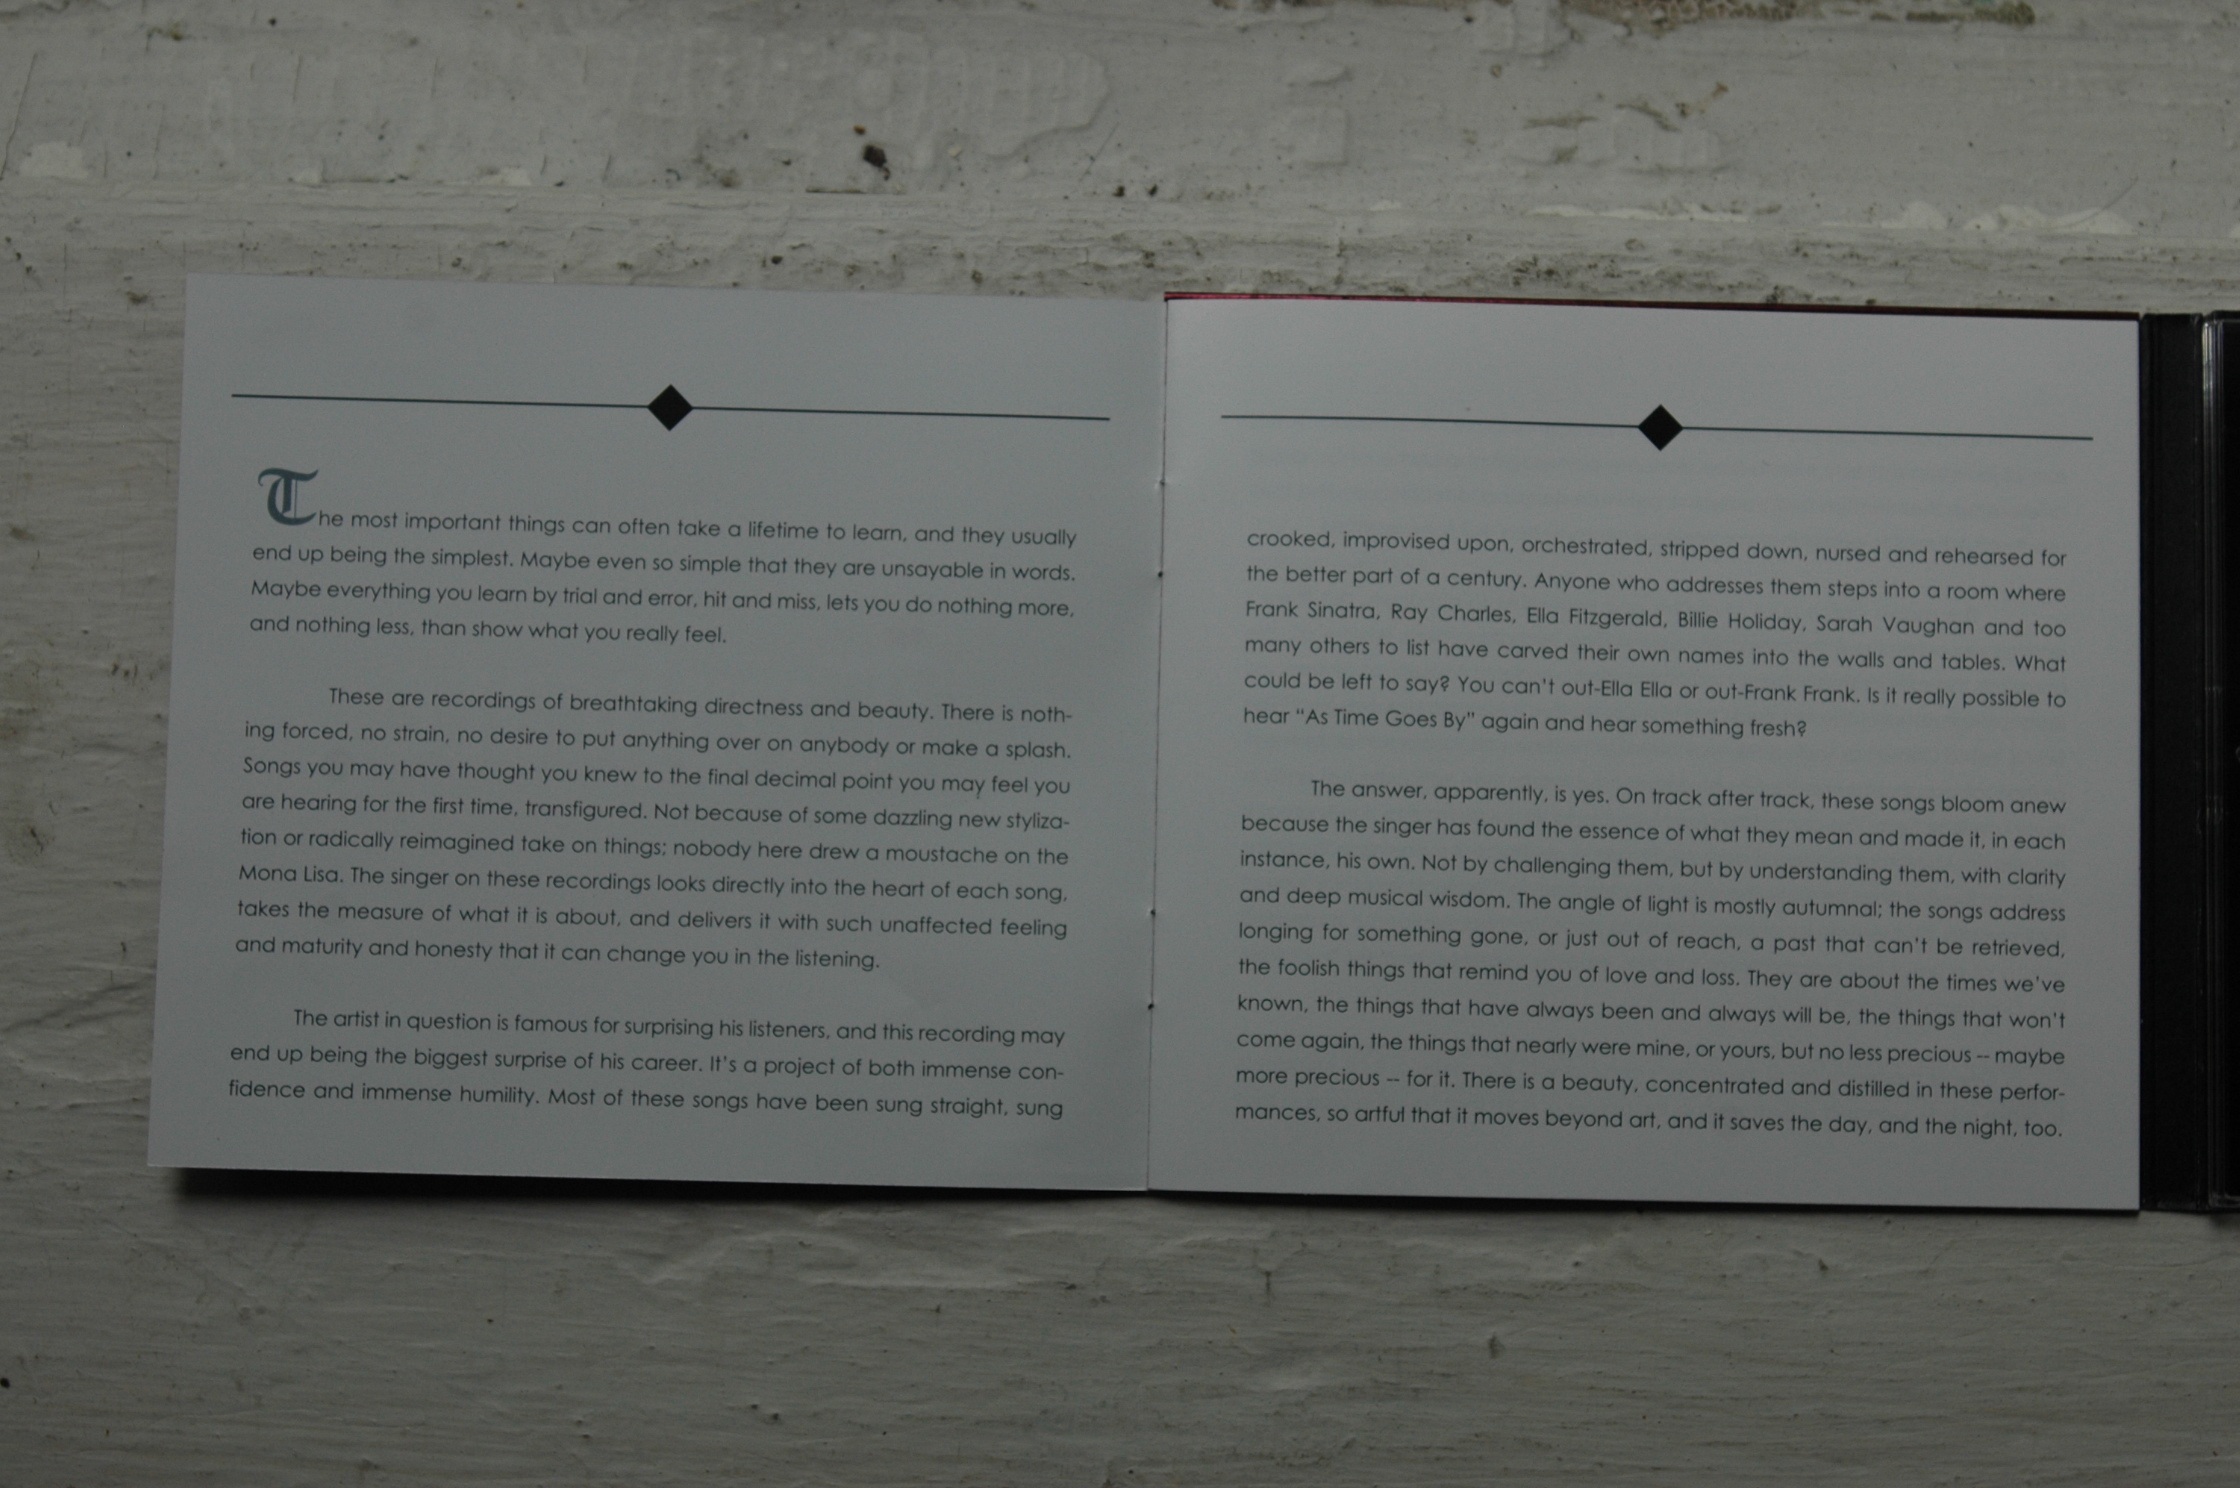 The most important things can often take a lifetime to learn, and they usually
end up being the simplest. Maybe even so simple that they are unsayable in words.
Maybe everything you learn by trial and error, hit and miss, lets you do nothing more,
and nothing less, than show what you really feel.
These are recordings of breathtaking directness and beauty. There is noth-
ing forced, no strain, no desire to put anything over on anybody or make a splash.
Songs you may have thought you knew to the final decimal point you may feel you
are hearing for the first time, transfigured. Not because of some dazzling new styliza-
tion or radically reimagined take on things; nobody here drew a moustache on the
Mona Lisa. The singer on these recordings looks directly into the heart of each song,
takes the measure of what it is about, and delivers it with such unaffected feeling
and maturity and honesty that it can change you in the listening.
The artist in question is famous for surprising his listeners, and this recording may
end up being the biggest surprise of his career. It's a project of both immense con-
fidence and immense humility. Most of these songs have been sung straight, sung
crooked, improvised upon, orchestrated, stripped down, nursed and rehearsed for
the better part of a century. Anyone who addresses them steps into a room where
Frank Sinatra, Ray Charles, Ella Fitzgerald, Billie Holiday, Sarah Vaughan and too
many others to list have carved their own names into the walls and tables. What
could be left to say? You can't out-Ella Ella or out-Frank Frank. Is it really possible to
hear "As Time Goes By" again and hear something fresh?
The answer, apparently, is yes. On track after track, these songs bloom anew
because the singer has found the essence of what they mean and made it, in each
instance, his own. Not by challenging them, but by understanding them, with clarity
and deep musical wisdom. The angle of light is mostly autumnal; the songs address
longing for something gone, or just out of reach, a past that can't be retrieved,
the foolish things that remind you of love and loss. They are about the times we've
known, the things that have always been and always will be, the things that won't
come again, the things that nearly were mine, or yours, but no less precious -- maybe
more precious -- for it. There is a beauty, concentrated and distilled in these perfor-
mances, so artful that it moves beyond art, and it saves the day, and the night, too.